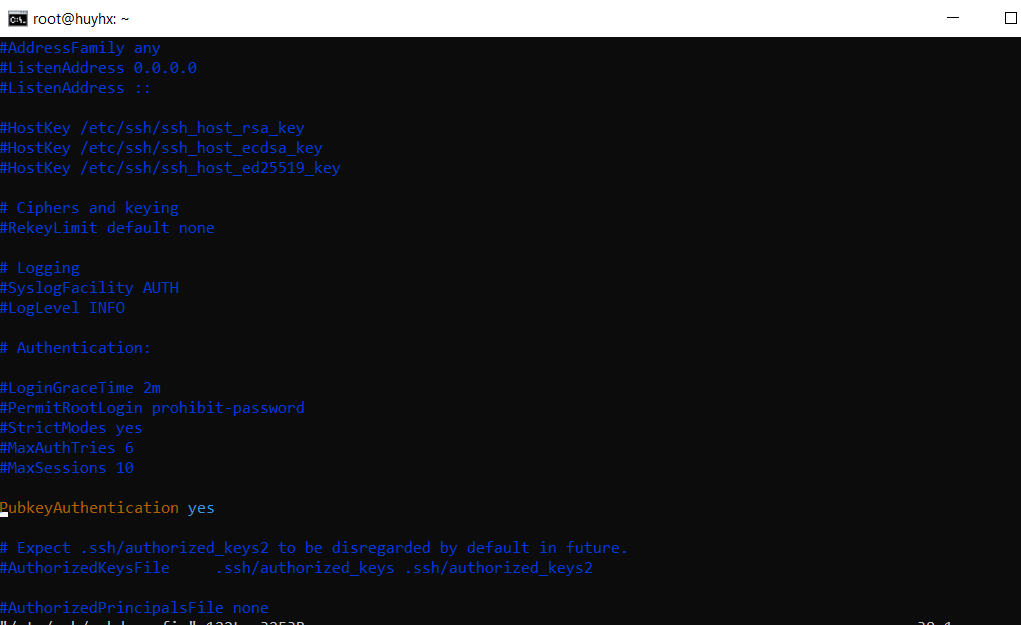 root@huyhx: ~
#AddressFamily any
#ListenAddress 0.0.0.0
#ListenAddress ::
#HostKey /etc/ssh/ssh_host_rsa_key
#HostKey /etc/ssh/ssh_host_ecdsa_key
#HostKey /etc/ssh/ssh_host_ed25519_key
# Ciphers and keying
#RekeyLimit default none
# Logging
#SyslogFacility AUTH
#LogLevel INFO
# Authentication:
#LoginGraceTime 2m
#PermitRootLogin prohibit-password
#StrictModes yes
#MaxAuthTries 6
#MaxSessions 10
PubkeyAuthentication yes
# Expect .ssh/authorized_keys2 to be disregarded by default in future.
#AuthorizedKeysFile     .ssh/authorized_keys .ssh/authorized_keys2
#AuthorizedPrincipalsFile none